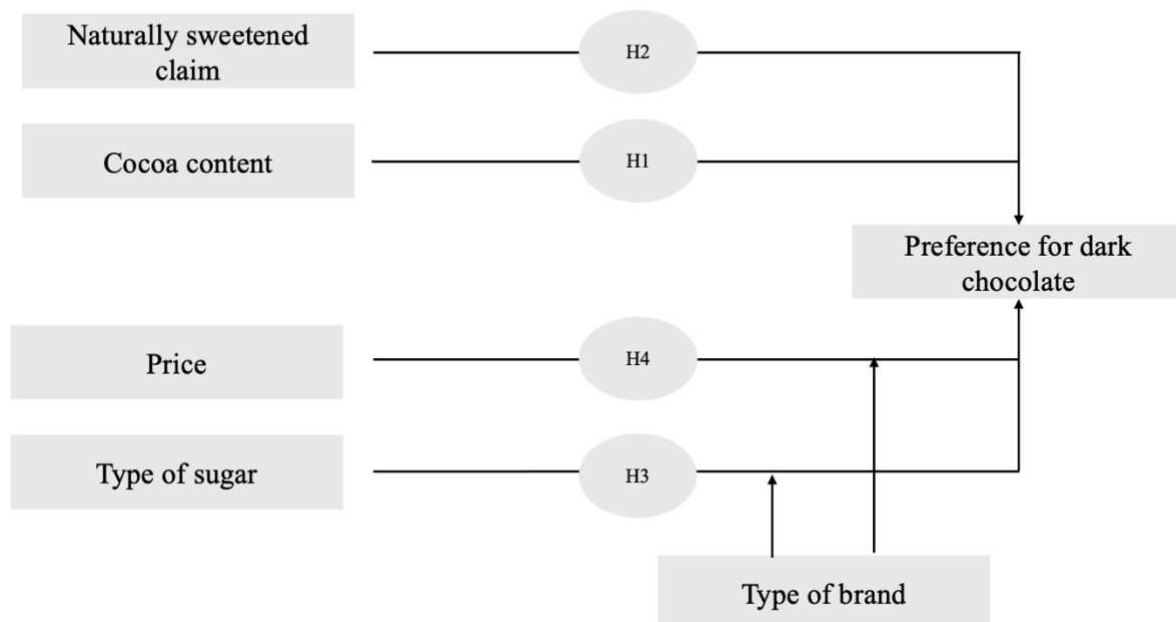 Naturally sweetened
claim
H2
Cocoa content
H1
Preference for dark
chocolate
Price
H4
Type of sugar
H3
Type of brand